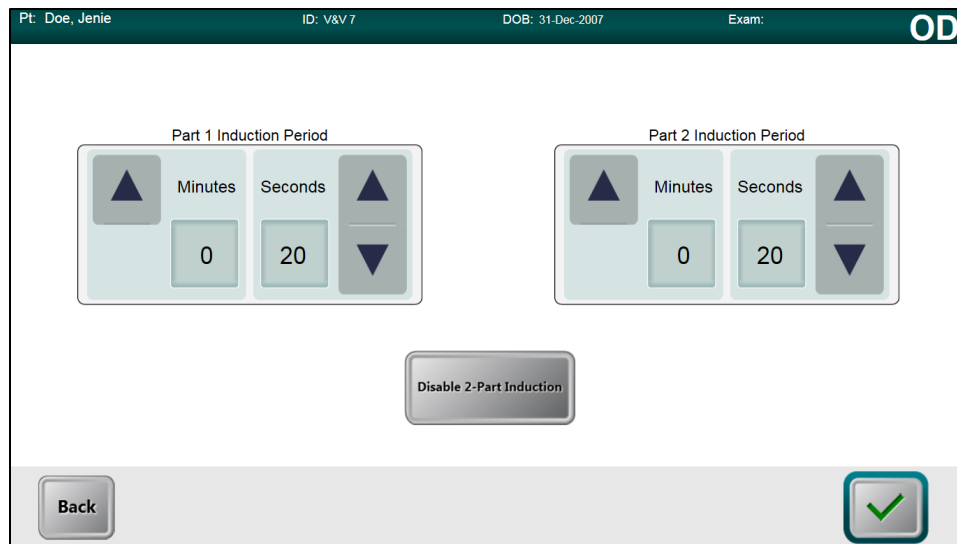 Pt: Doe, Jenie ID: V&V 7 DOB: 31-Dec-2007 Exam: OD
Part 1 Induction Period Part 2 Induction Period
Minutes Seconds Minutes Seconds
0 20 0 20
Disable 2-Part Induction
Back